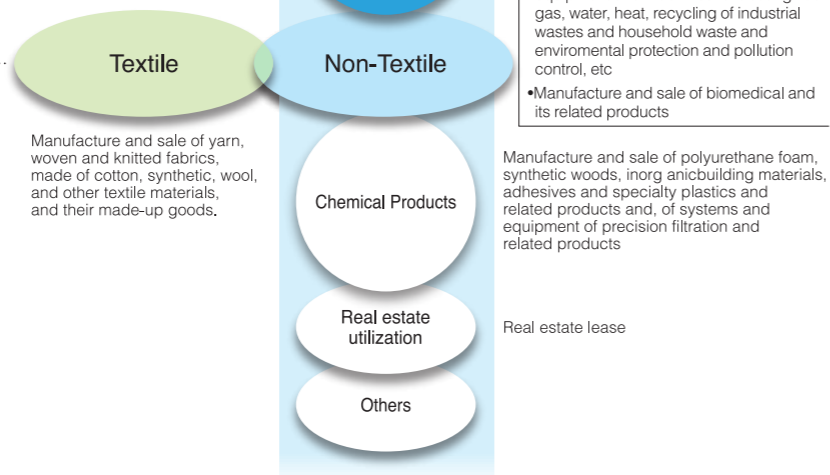 gas, water, heat, recycling of industrial
wastes and household waste and
enviromental protection and pollution
control, etc
•Manufacture and sale of biomedical and
its related products
Textile
Non-Textile
Manufacture and sale of yarn,
woven and knitted fabrics,
made of cotton, synthetic, wool,
and other textile materials,
and their made-up goods.
Chemical Products
Manufacture and sale of polyurethane foam,
synthetic woods, inorg anicbuilding materials,
adhesives and specialty plastics and
related products and, of systems and
equipment of precision filtration and
related products
Real estate
utilization
Real estate lease
Others